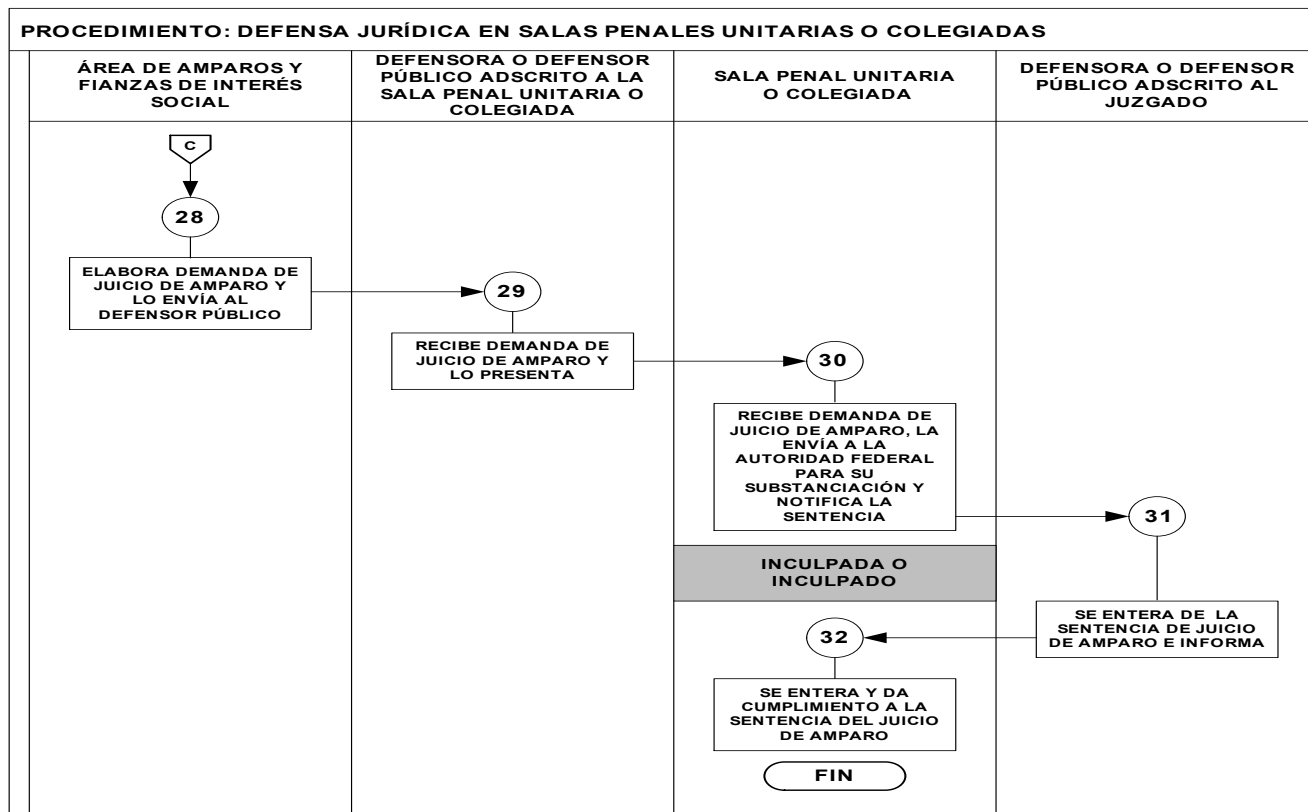 PROCEDIMIENTO: DEFENSA JURÍDICA EN SALAS PENALES UNITARIAS O COLEGIADAS
ÁREA DE AMPAROS Y
FIANZAS DE INTERÉS
SOCIAL
DEFENSORA O DEFENSOR
PÚBLICO ADSCRITO A LA
SALA PENAL UNITARIA O
COLEGIADA
SALA PENAL UNITARIA
O COLEGIADA
DEFENSORA O DEFENSOR
PÚBLICO ADSCRITO AL
JUZGADO
C
28
ELABORA DEMANDA DE
JUICIO DE AMPARO Y
LO ENVÍA AL
DEFENSOR PÚBLICO
29
RECIBE DEMANDA DE
JUICIO DE AMPARO Y
LO PRESENTA
30
RECIBE DEMANDA DE
JUICIO DE AMPARO, LA
ENVÍA A LA
AUTORIDAD FEDERAL
PARA SU
SUBSTANCIACIÓN Y
NOTIFICA LA
SENTENCIA
31
SE ENTERA DE LA
SENTENCIA DE JUICIO
DE AMPARO E INFORMA
INCULPADA O
INCULPADO
32
SE ENTERA Y DA
CUMPLIMIENTO A LA
SENTENCIA DEL JUICIO
DE AMPARO
FIN